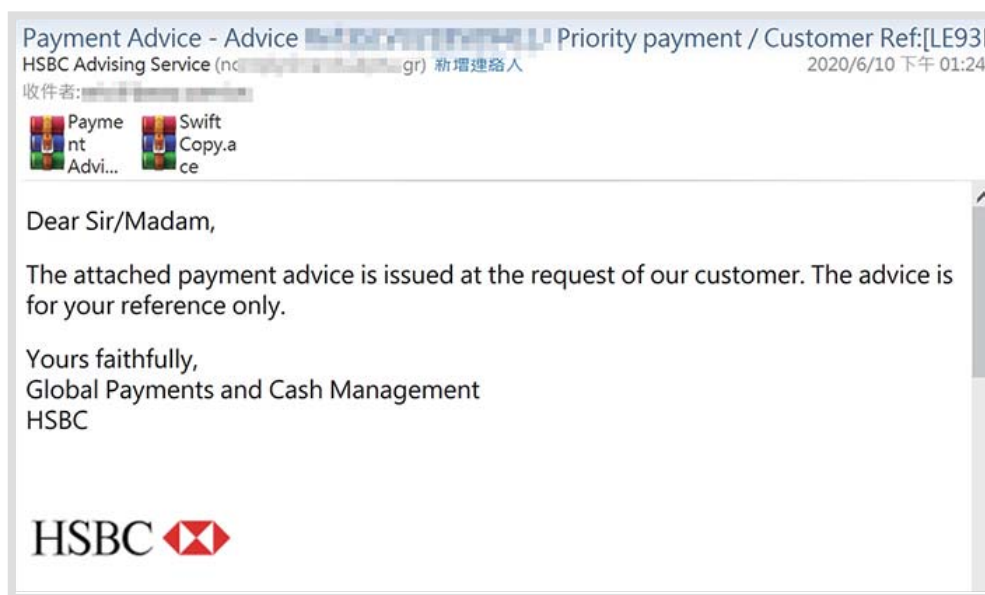 Payment Advice - Advice Priority payment / Customer Ref:[LE93
HSBC Advising Service gr) 新增連絡人 2020/6/10 下午 01:24
收件者:
Payme Swift
nt Copy.a
Advi... ce
Dear Sir/Madam,
The attached payment advice is issued at the request of our customer. The advice is
for your reference only.
Yours faithfully,
Global Payments and Cash Management
HSBC
HSBC